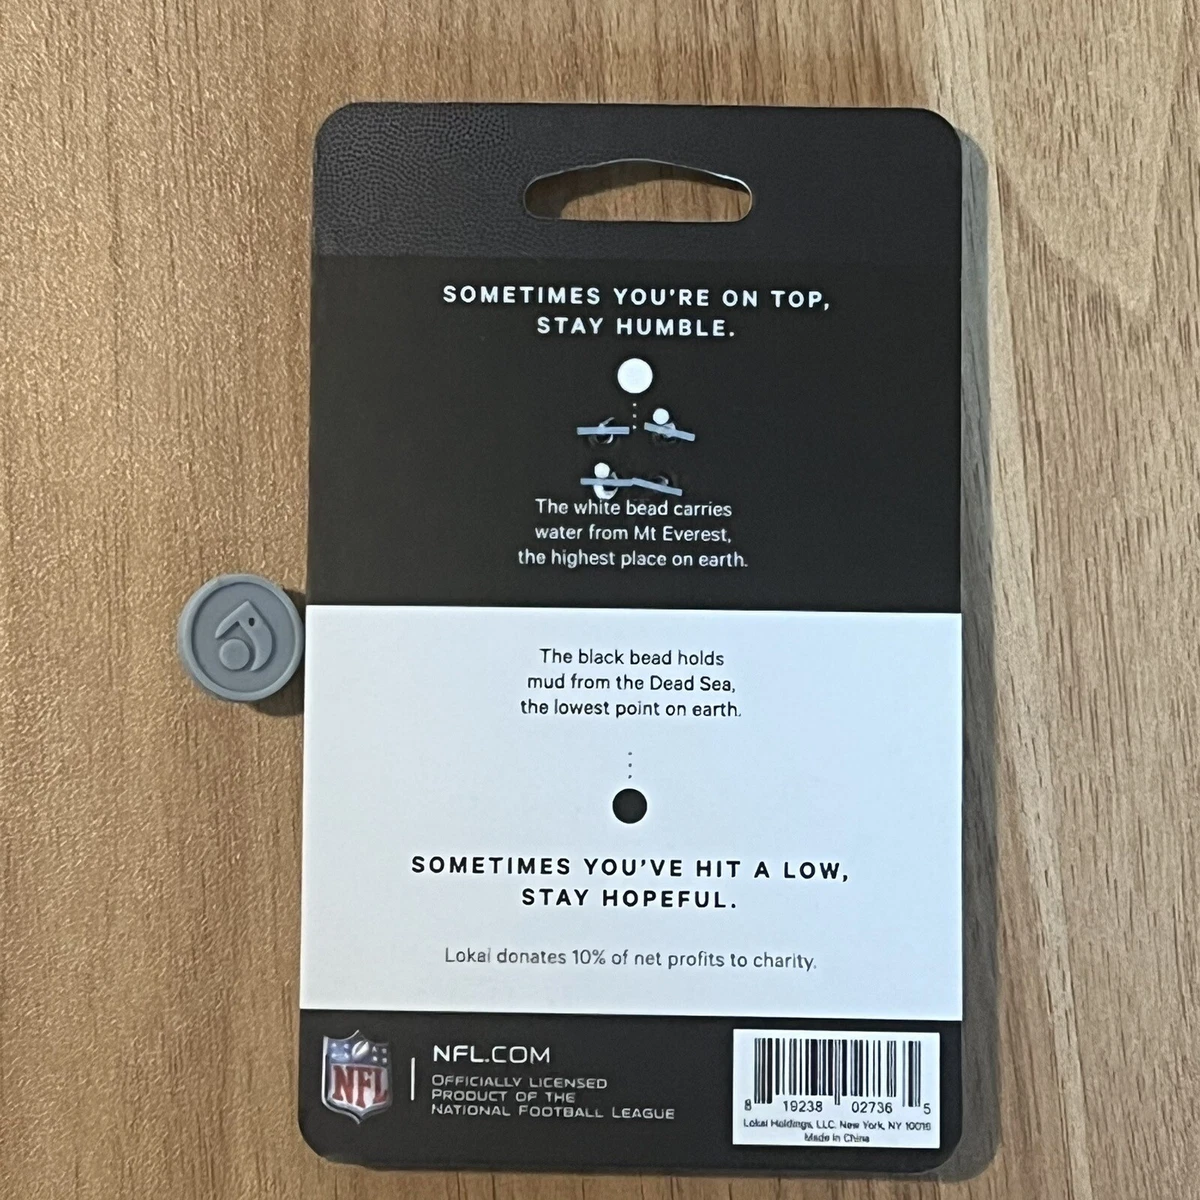 SOMETIMES YOU'RE ON TOP,
STAY HUMBLE.
The white bead carries
water from Mt Everest,
the highest place on earth.
The black bead holds
mud from the Dead Sea,
the lowest point on earth.
SOMETIMES YOU'VE HIT A LOW,
STAY HOPEFUL.
Lokai donates 10% of net profits to charity.
NFL
NFL.COM
OFFICIALLY LICENSED
PRODUCT OF THE
NATIONAL FOOTBALL LEAGUE
8 19238 02736 5
Lokai Holdings, LLC. New York, NY 10016
Made in China